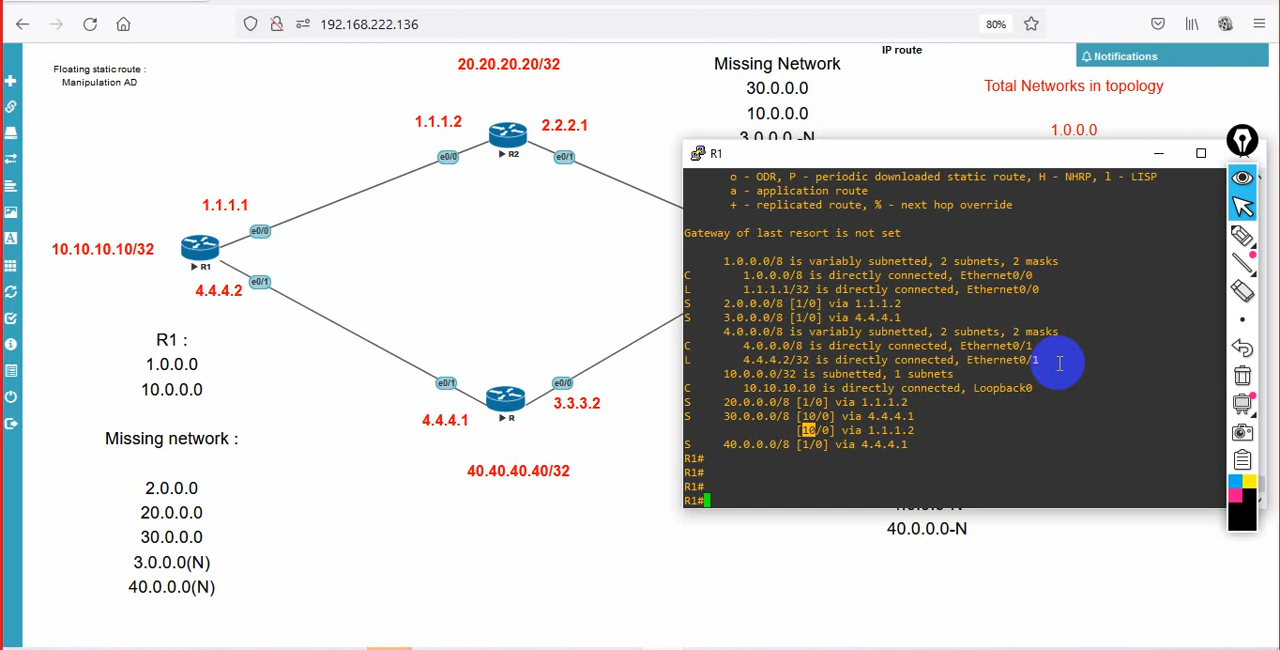 192.168.222.136
80%
Floating static route :
Manipulation AD
20.20.20.20/32
Missing Network
30.0.0.0
10.0.0.0
3.0.0.0 -N
IP route
Notifications
Total Networks in topology
1.0.0.0
1.1.1.2
2.2.2.1
e0/0
R2
e0/1
1.1.1.1
e0/0
10.10.10.10/32
R1
e0/1
4.4.4.2
R1 :
1.0.0.0
10.0.0.0
Missing network :
2.0.0.0
20.0.0.0
30.0.0.0
3.0.0.0(N)
40.0.0.0(N)
e0/1
e0/0
4.4.4.1
R
3.3.3.2
40.40.40.40/32
R1
o - ODR, P - periodic downloaded static route, H - NHRP, l - LISP
a - application route
+ - replicated route, % - next hop override
Gateway of last resort is not set
1.0.0.0/8 is variably subnetted, 2 subnets, 2 masks
C 1.0.0.0/8 is directly connected, Ethernet0/0
L 1.1.1.1/32 is directly connected, Ethernet0/0
S 2.0.0.0/8 [1/0] via 1.1.1.2
S 3.0.0.0/8 [1/0] via 4.4.4.1
4.0.0.0/8 is variably subnetted, 2 subnets, 2 masks
C 4.0.0.0/8 is directly connected, Ethernet0/1
L 4.4.4.2/32 is directly connected, Ethernet0/1
10.0.0.0/32 is subnetted, 1 subnets
C 10.10.10.10 is directly connected, Loopback0
S 20.0.0.0/8 [1/0] via 1.1.1.2
S 30.0.0.0/8 [10/0] via 4.4.4.1
[10/0] via 1.1.1.2
S 40.0.0.0/8 [1/0] via 4.4.4.1
R1#
R1#
R1#
R1#
40.0.0.0-N